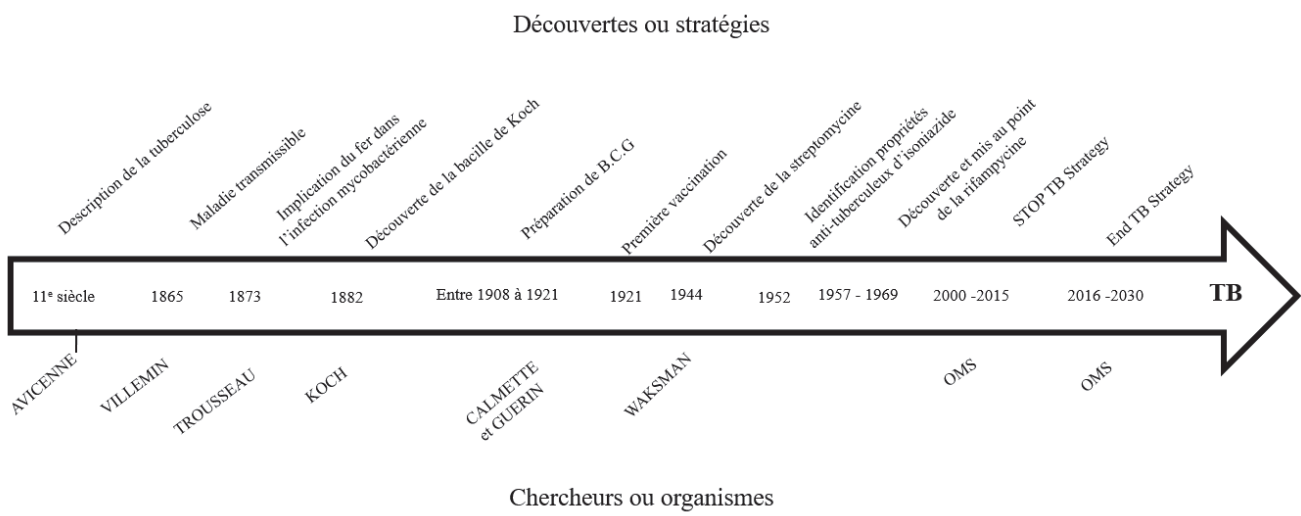 Découvertes ou stratégies
Description de la tuberculose
Maladie transmissible
Implication du fer dans
l'infection mycobactérienne
Découverte de la bacille de Koch
Préparation de B.C.G
Première vaccination
Découverte de la streptomycine
Identification propriétés
anti-tuberculeux d'isoniazide
Découverte et mis au point
de la rifampycine
STOP TB Strategy
End TB Strategy
11e siècle
1865
1873
1882
Entre 1908 à 1921
1921
1944
1952
1957 - 1969
2000 -2015
2016 -2030
TB
AVICENNE
VILLEMIN
TROUSSEAU
KOCH
CALMETTE
et GUERIN
WAKSMAN
OMS
OMS
Chercheurs ou organismes